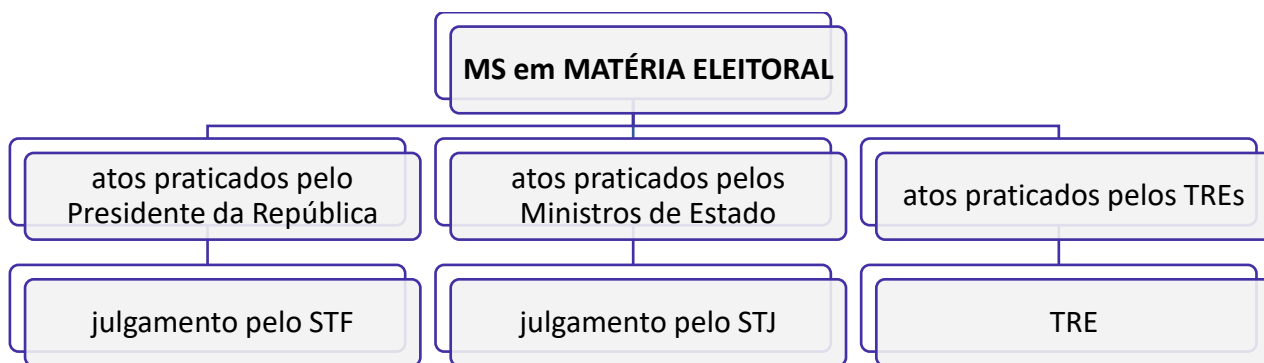 MS em MATÉRIA ELEITORAL
atos praticados pelo
Presidente da República
atos praticados pelos
Ministros de Estado
atos praticados pelos TREs
julgamento pelo STF
julgamento pelo STJ
TRE